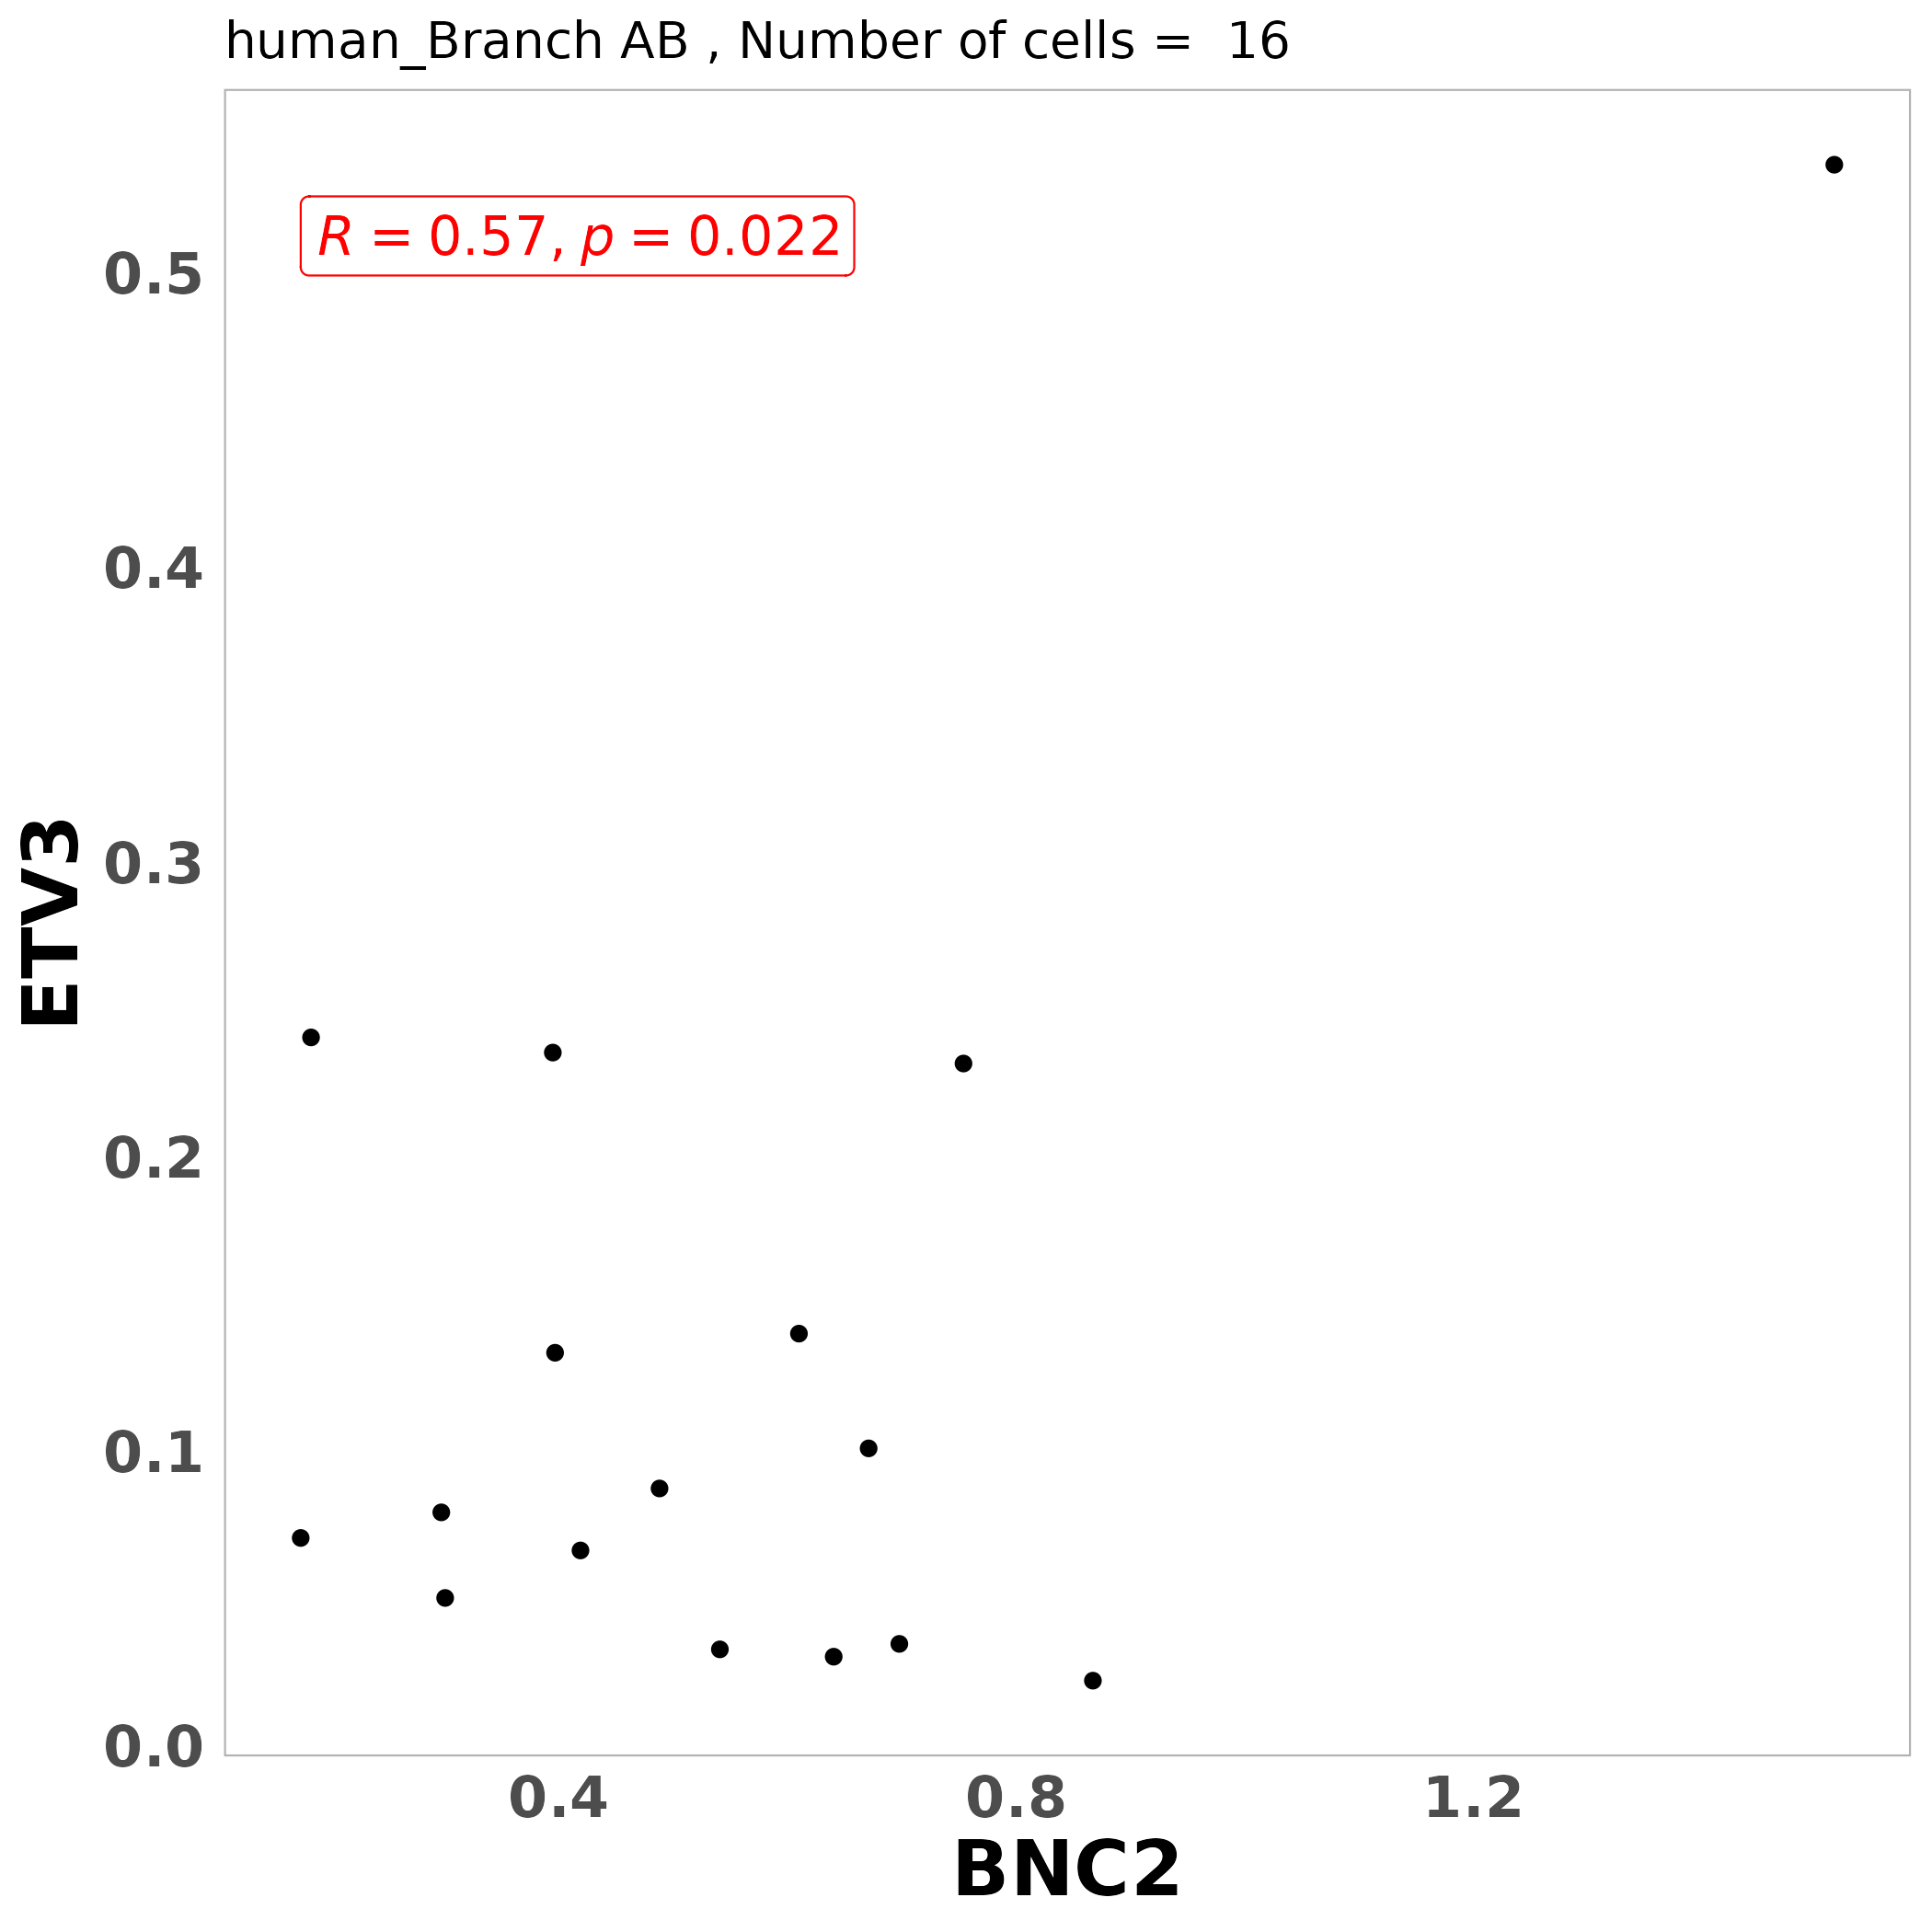 human_Branch AB , Number of cells =  16
R = 0.57, p = 0.022
0.5
0.4
0.3
0.2
0.1
0.0
ETV3
0.4
0.8
1.2
BNC2